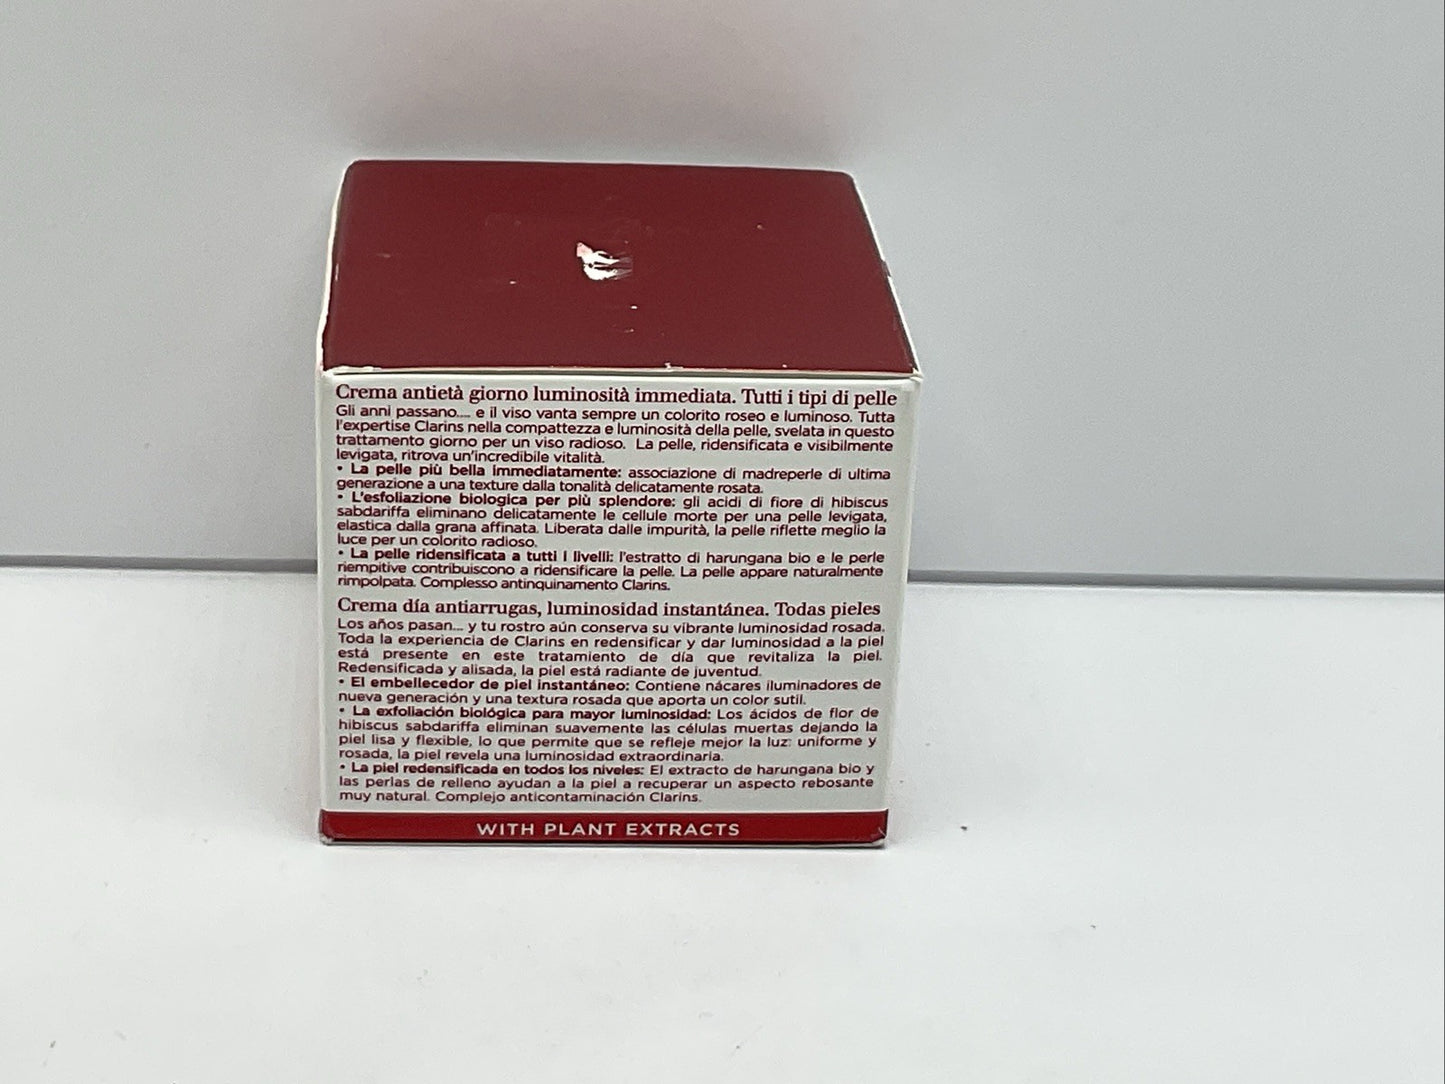 Crema antietà giorno luminosità immediata. Tutti i tipi di pelle
Gli anni passano.... e il viso vanta sempre un colorito roseo e luminoso. Tutta
l'expertise Clarins nella compattezza e luminosità della pelle, svelata in questo
trattamento giorno per un viso radioso. La pelle, ridensificata e visibilmente
levigata, ritrova un'incredibile vitalità.
• La pelle più bella immediatamente: associazione di madreperle di ultima
generazione a una texture dalla tonalità delicatamente rosata.
• L'esfoliazione biologica per più splendore: gli acidi di fiore di hibiscus
sabdariffa eliminano delicatamente le cellule morte per una pelle levigata,
elastica dalla grana affinata. Liberata dalle impurità, la pelle riflette meglio la
luce per un colorito radioso.
• La pelle ridensificata a tutti i livelli: l'estratto di harungana bio e le perle
riempitive contribuiscono a ridensificare la pelle. La pelle appare naturalmente
rimpolpata. Complesso antinquinamento Clarins.
Crema día antiarrugas, luminosidad instantánea. Todas pieles
Los años pasan... y tu rostro aún conserva su vibrante luminosidad rosada.
Toda la experiencia de Clarins en redensificar y dar luminosidad a la piel
está presente en este tratamiento de día que revitaliza la piel.
Redensificada y alisada, la piel está radiante de juventud.
• El embellecedor de piel instantáneo: Contiene nácares iluminadores de
nueva generación y una textura rosada que aporta un color sutil.
• La exfoliación biológica para mayor luminosidad: Los ácidos de flor de
hibiscus sabdariffa eliminan suavemente las células muertas dejando la
piel lisa y flexible, lo que permite que se refleje mejor la luz: uniforme y
rosada, la piel revela una luminosidad extraordinaria.
• La piel redensificada en todos los niveles: El extracto de harungana bio y
las perlas de relleno ayudan a la piel a recuperar un aspecto rebosante
muy natural. Complejo anticontaminación Clarins.
WITH PLANT EXTRACTS